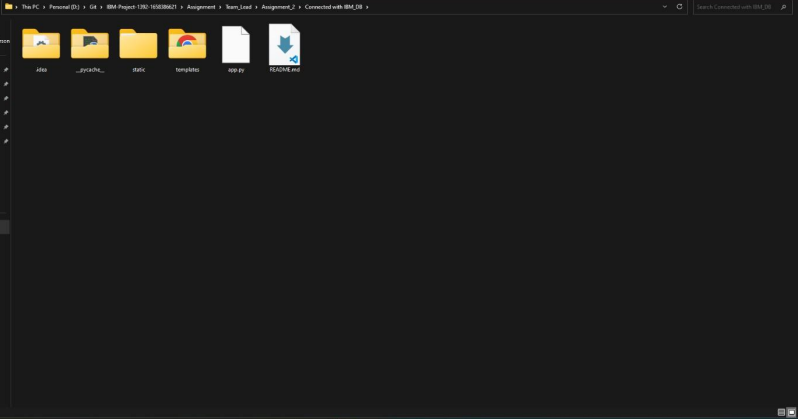 This PC > Personal (D:) > Git > IBM-Project-1392-1658386621 > Assignment > Team_Lead > Assignment_2 > Connected with IBM_DB >
Search Connected with IBM_DB
.idea
__pycache__
static
templates
app.py
README.md